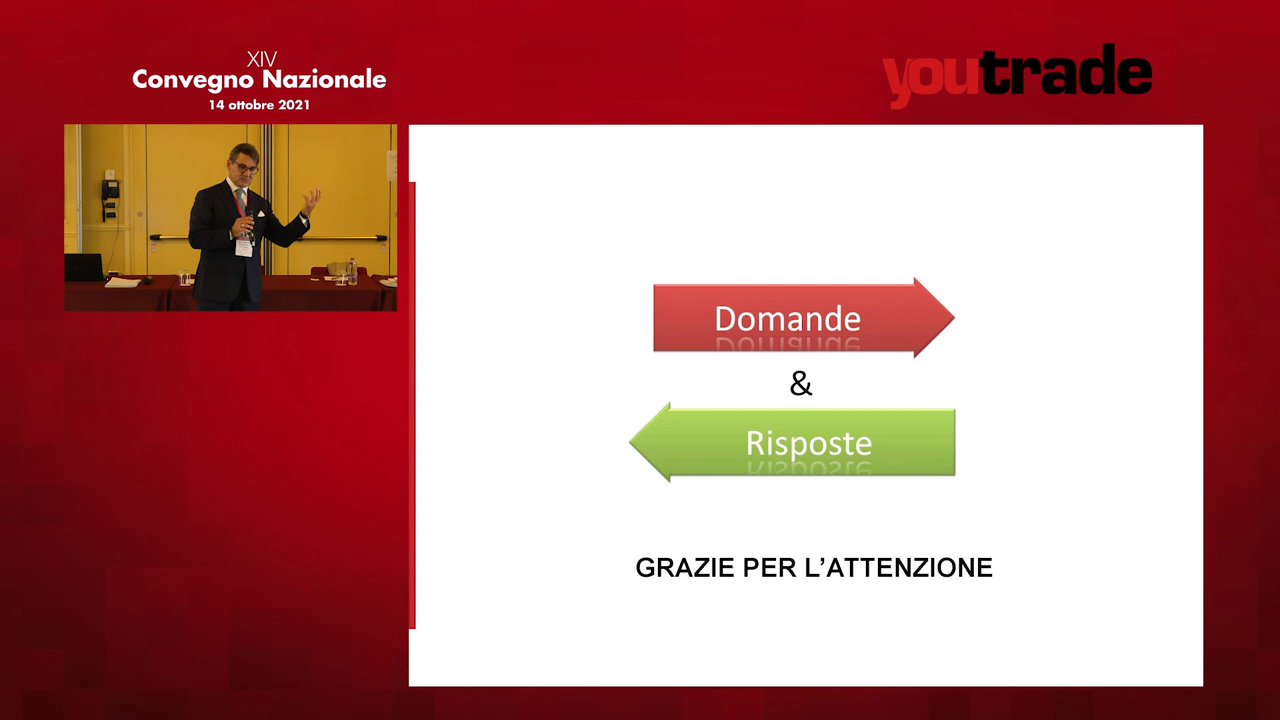 XIV
Convegno Nazionale
14 ottobre 2021
youtrade
Domande
&
Risposte
GRAZIE PER L’ATTENZIONE